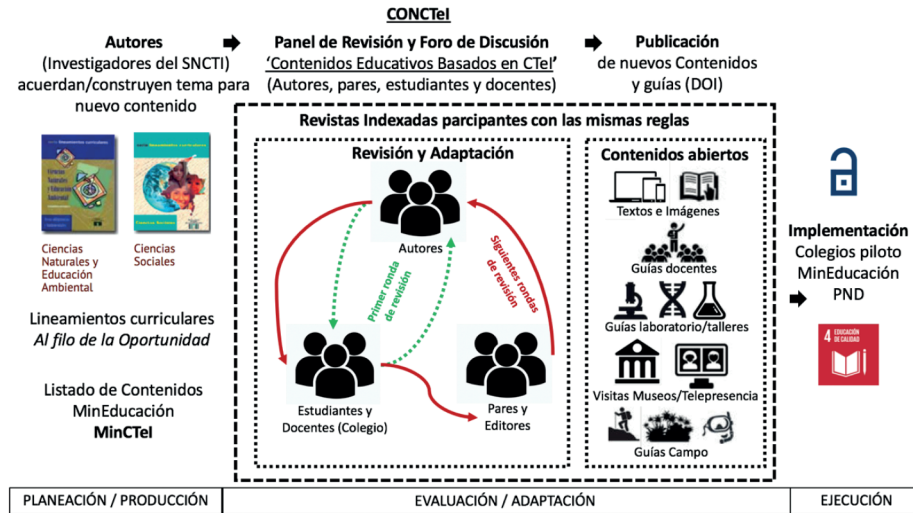 CONCTeI
Autores
(Investigadores del SNCTI)
acuerdan/construyen tema para
nuevo contenido
Panel de Revisión y Foro de Discusión
‘Contenidos Educativos Basados en CTeI’
(Autores, pares, estudiantes y docentes)
Publicación
de nuevos Contenidos
y guías (DOI)
Ciencias
Naturales y
Educación
Ambiental
Ciencias
Sociales
Lineamientos curriculares
Al filo de la Oportunidad
Listado de Contenidos
MinEducación
MinCTeI
Revistas Indexadas parcipantes con las mismas reglas
Revisión y Adaptación
Autores
Primer ronda
de revisión
Siguientes rondas
de revisión
Estudiantes y
Docentes (Colegio)
Pares y
Editores
Contenidos abiertos
Textos e Imágenes
Guías docentes
Guías laboratorio/talleres
Visitas Museos/Telepresencia
Guías Campo
Implementación
Colegios piloto
MinEducación
PND
4 EDUCACIÓN
DE CALIDAD
PLANEACIÓN / PRODUCCIÓN
EVALUACIÓN / ADAPTACIÓN
EJECUCIÓN